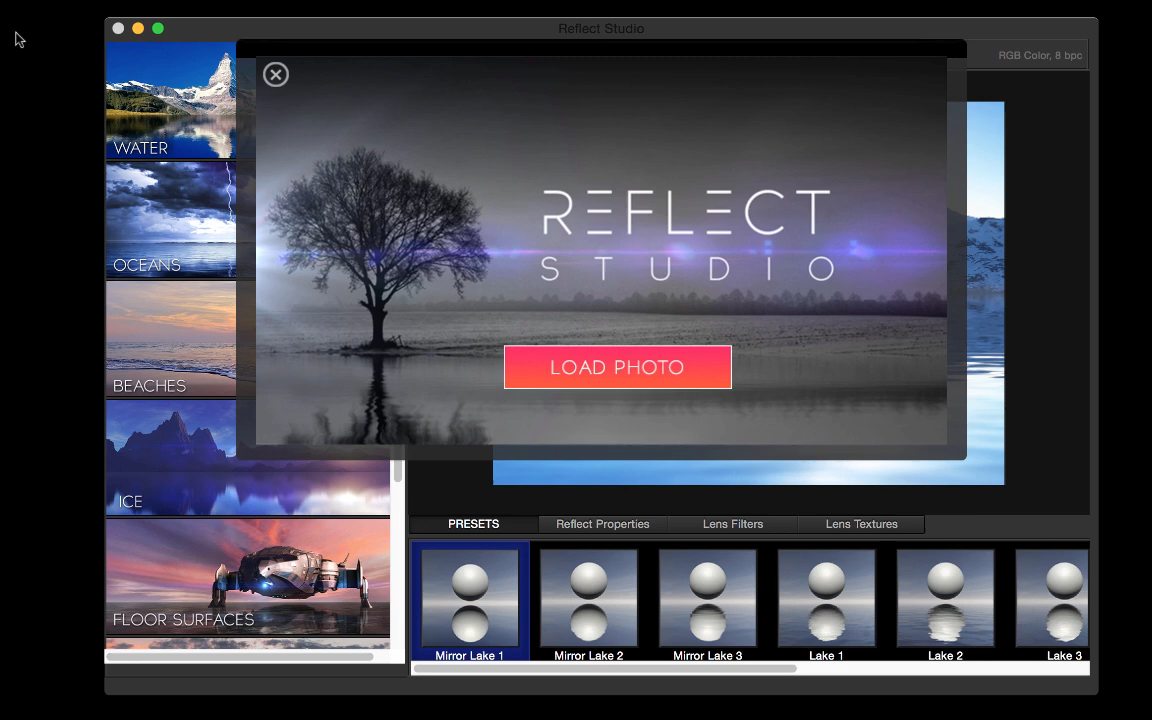 Reflect Studio
RGB Color, 8 bpc
WATER
OCEANS
BEACHES
ICE
FLOOR SURFACES
REFLECT
STUDIO
LOAD PHOTO
PRESETS
Reflect Properties
Lens Filters
Lens Textures
Mirror Lake 1
Mirror Lake 2
Mirror Lake 3
Lake 1
Lake 2
Lake 3